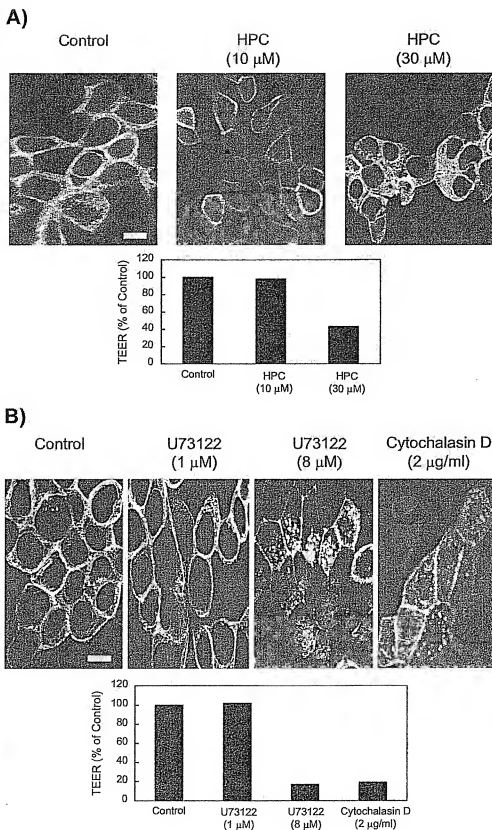 A)
Control
HPC
(10 μM)
HPC
(30 μM)
TEER (% of Control)
120
100
80
60
40
20
0
Control
HPC
(10 μM)
HPC
(30 μM)
B)
Control
U73122
(1 μM)
U73122
(8 μM)
Cytochalasin D
(2 μg/ml)
TEER (% of Control)
120
100
80
60
40
20
0
Control
U73122
(1 μM)
U73122
(8 μM)
Cytochalasin D
(2 μg/ml)